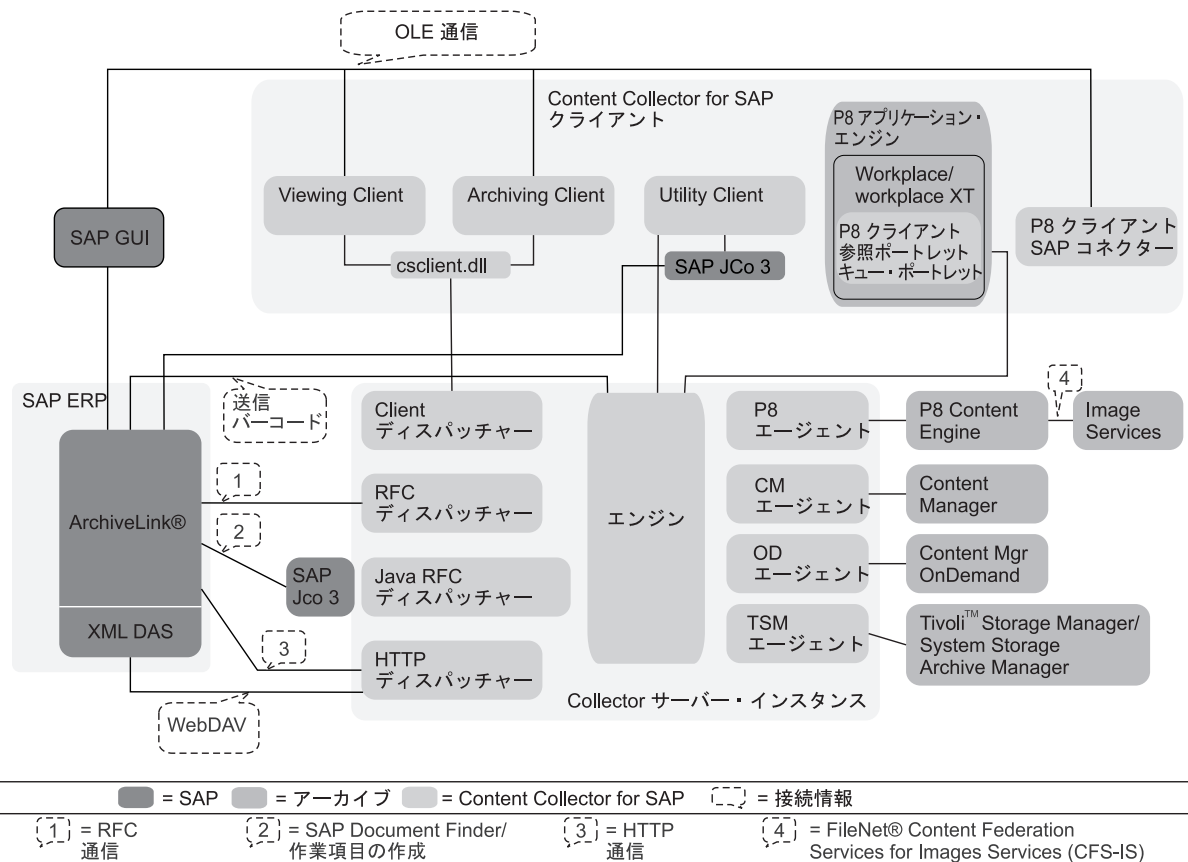 OLE 通信
Content Collector for SAP
クライアント
P8 アプリケーション・
エンジン
Workplace/
workplace XT
P8 クライアント
参照ポートレット
キュー・ポートレット
Viewing Client
Archiving Client
Utility Client
SAP GUI
P8 クライアント
SAP コネクター
csclient.dll
SAP JCo 3
SAP ERP
送信
バーコード
Client
ディスパッチャー
P8
エージェント
P8 Content
Engine
4
Image
Services
1
RFC
ディスパッチャー
エンジン
CM
エージェント
Content
Manager
ArchiveLink®
2
SAP
Jco 3
Java RFC
ディスパッチャー
OD
エージェント
Content Mgr
OnDemand
XML DAS
3
HTTP
ディスパッチャー
TSM
エージェント
Tivoli™ Storage Manager/
System Storage
Archive Manager
Collector サーバー・インスタンス
WebDAV
= SAP
= アーカイブ
= Content Collector for SAP
= 接続情報
1 = RFC
通信
2 = SAP Document Finder/
作業項目の作成
3 = HTTP
通信
4 = FileNet® Content Federation
Services for Images Services (CFS-IS)